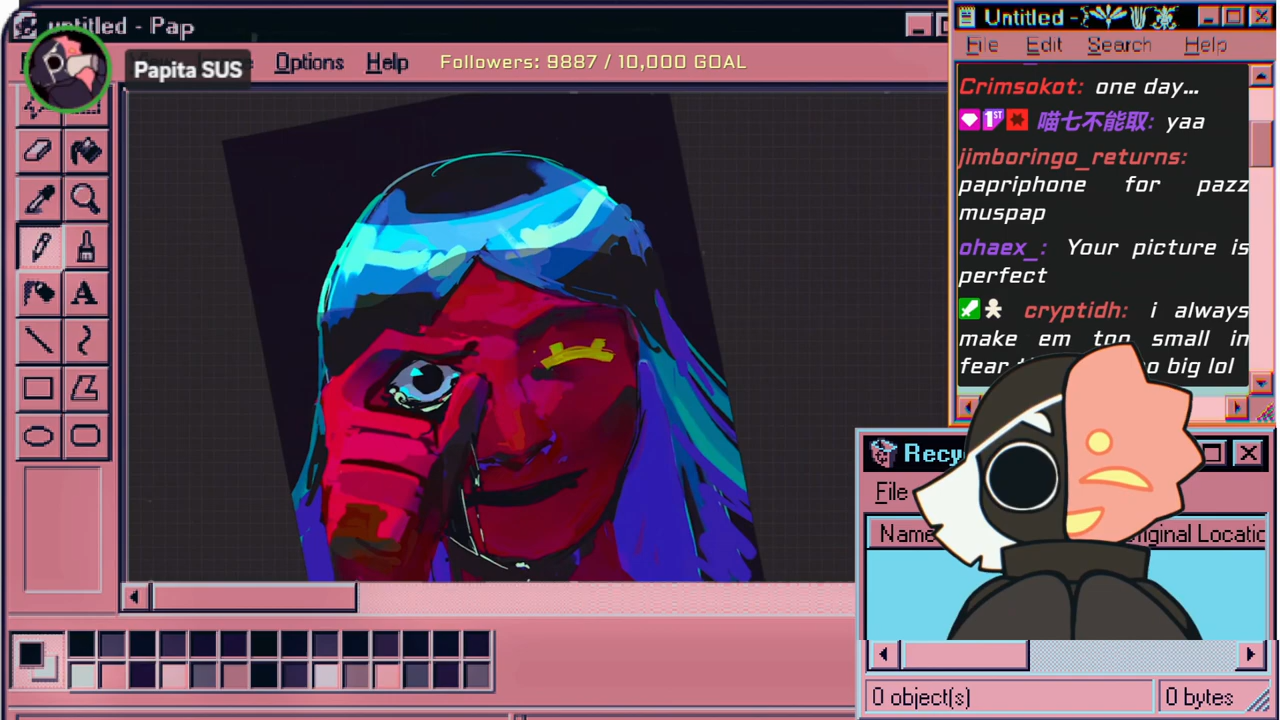 untitled - Pap
Papita SUS
Options
Help
Followers: 9887 / 10,000 GOAL
A
Untitled -
File Edit Search Help
Crimsokot: one day...
喵七不能取: yaa
jimboringo_returns:
papriphone for pazz
muspap
ohaex_: Your picture is
perfect
cryptidh: i always
make em too small in
fear
so big lol
Recy
File
Name
Original Locatio
0 object(s)
0 bytes